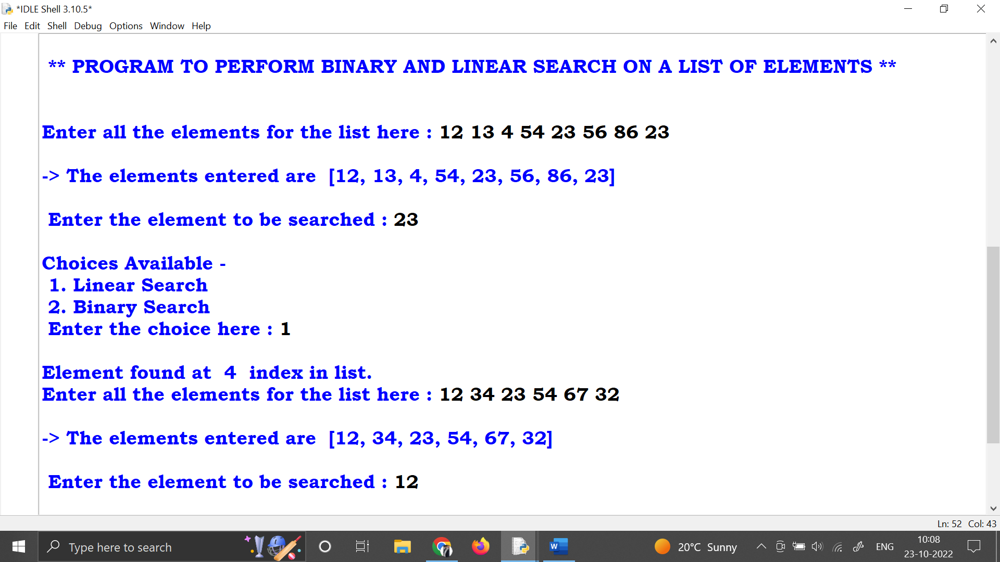 *IDLE Shell 3.10.5*
File Edit Shell Debug Options Window Help
** PROGRAM TO PERFORM BINARY AND LINEAR SEARCH ON A LIST OF ELEMENTS **
Enter all the elements for the list here : 12 13 4 54 23 56 86 23
-> The elements entered are  [12, 13, 4, 54, 23, 56, 86, 23]
Enter the element to be searched : 23
Choices Available -
1. Linear Search
2. Binary Search
Enter the choice here : 1
Element found at  4  index in list.
Enter all the elements for the list here : 12 34 23 54 67 32
-> The elements entered are  [12, 34, 23, 54, 67, 32]
Enter the element to be searched : 12
Ln: 52 Col: 43
Type here to search
W
20°C Sunny
ENG
10:08
23-10-2022